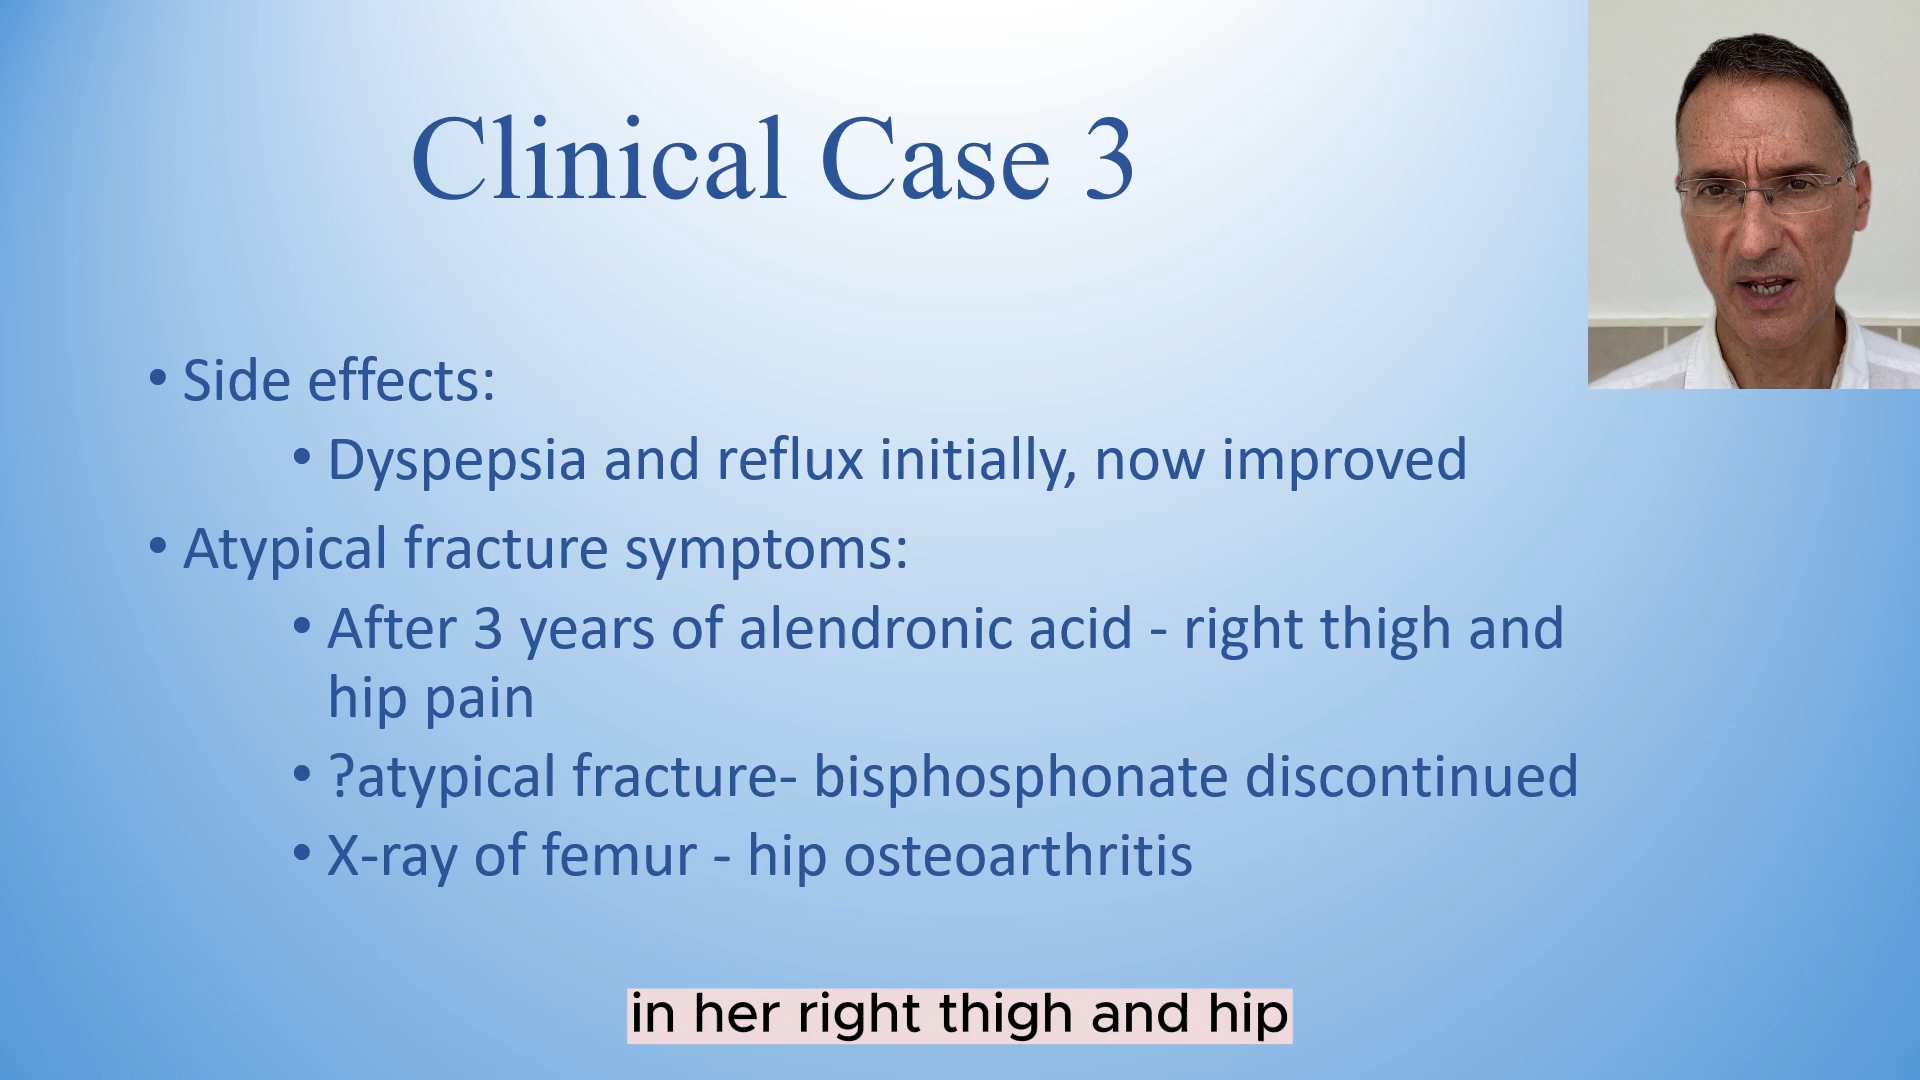 Clinical Case 3
• Side effects:
• Dyspepsia and reflux initially, now improved
• Atypical fracture symptoms:
• After 3 years of alendronic acid - right thigh and
hip pain
• ?atypical fracture- bisphosphonate discontinued
• X-ray of femur - hip osteoarthritis
in her right thigh and hip